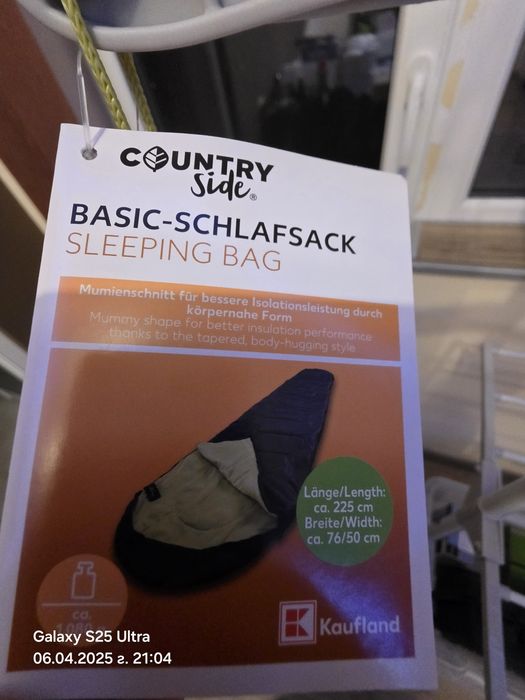 COUNTRY
Side®
BASIC-SCHLAFSACK
SLEEPING BAG
Mumienschnitt für bessere Isolationsleistung durch
körpernahe Form
Mummy shape for better insulation performance
thanks to the tapered, body-hugging style
Länge/Length:
ca. 225 cm
Breite/Width:
ca. 76/50 cm
ca.
K Kaufland
Galaxy S25 Ultra
06.04.2025 г. 21:04